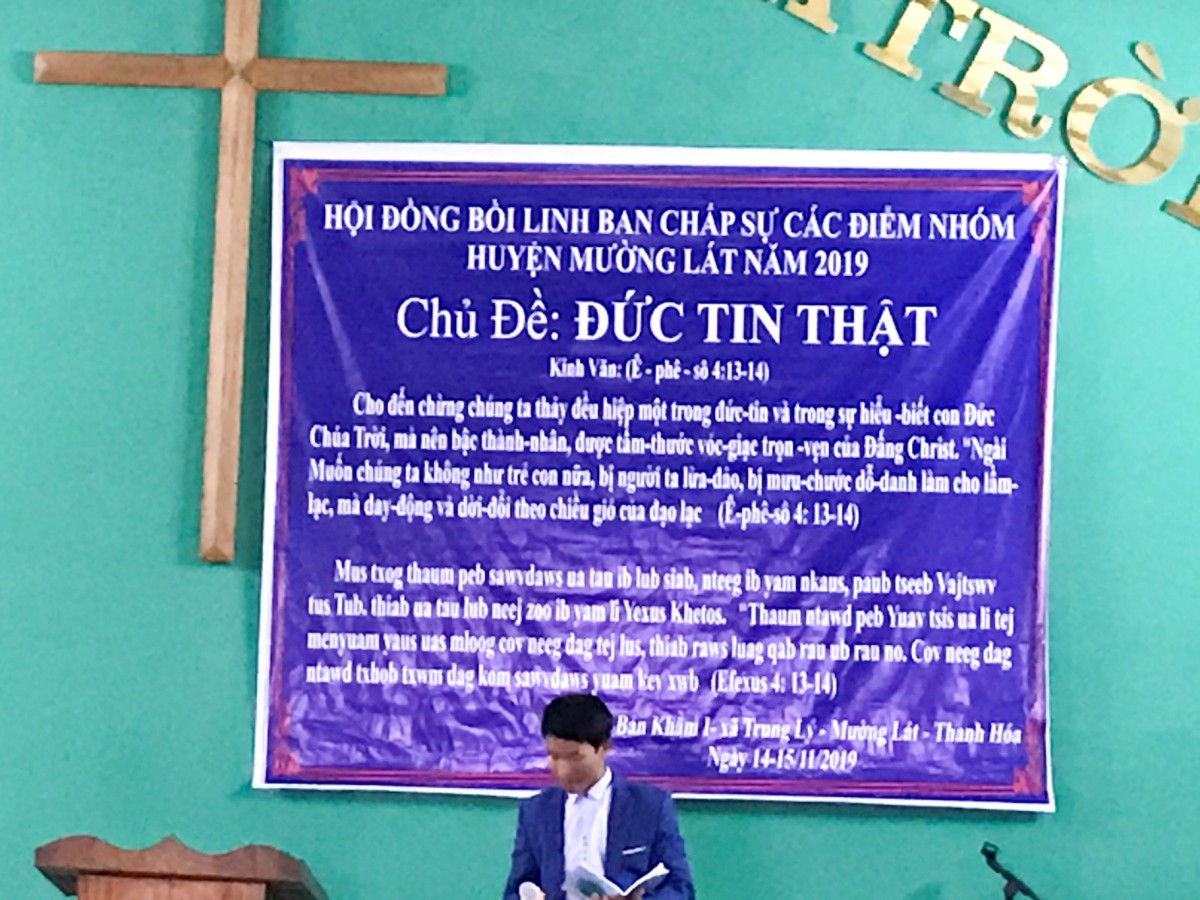 TRỜ
HỘI ĐỒNG BỒI LINH BAN CHẤP SỰ CÁC ĐIỂM NHÓM
HUYỆN MƯỜNG LÁT NĂM 2019
Chủ Đề: ĐỨC TIN THẬT
Kinh Văn: (Ê - phê - sô 4:13-14)
Cho đến chừng chúng ta thảy đều hiệp một trong đức-tin và trong sự hiểu -biết con Đức
Chúa Trời, mà nên bậc thành-nhân, được tầm-thước vóc-giạc trọn -vẹn của Đấng Christ. "Ngài
Muốn chúng ta không như trẻ con nữa, bị người ta lừa-đảo, bị mưu-chước dỗ-dành làm cho lầm-
lạc, mà day-động và dời-đổi theo chiều gió của đạo lạc (Ê-phê-sô 4: 13-14)
Mus txog thaum peb sawvdaws ua tau ib lub siab, nteeg ib yam nkaus, paub tseeb Vajtswv
tus Tub. thiab ua tau lub neej zoo ib yam li Yexus Khetos. "Thaum ntawd peb Yuav tsis ua li tej
menyuam yaus uas mloog cov neeg dag tej lus, thiab raws luag qab rau ub rau no. Cov neeg dag
ntawd txhob txwm dag kom sawvdaws yuam kev xwb (Efexus 4: 13-14)
Bản Khằm I- xã Trung Lý - Mường Lát - Thanh Hóa
Ngày 14-15/11/2019